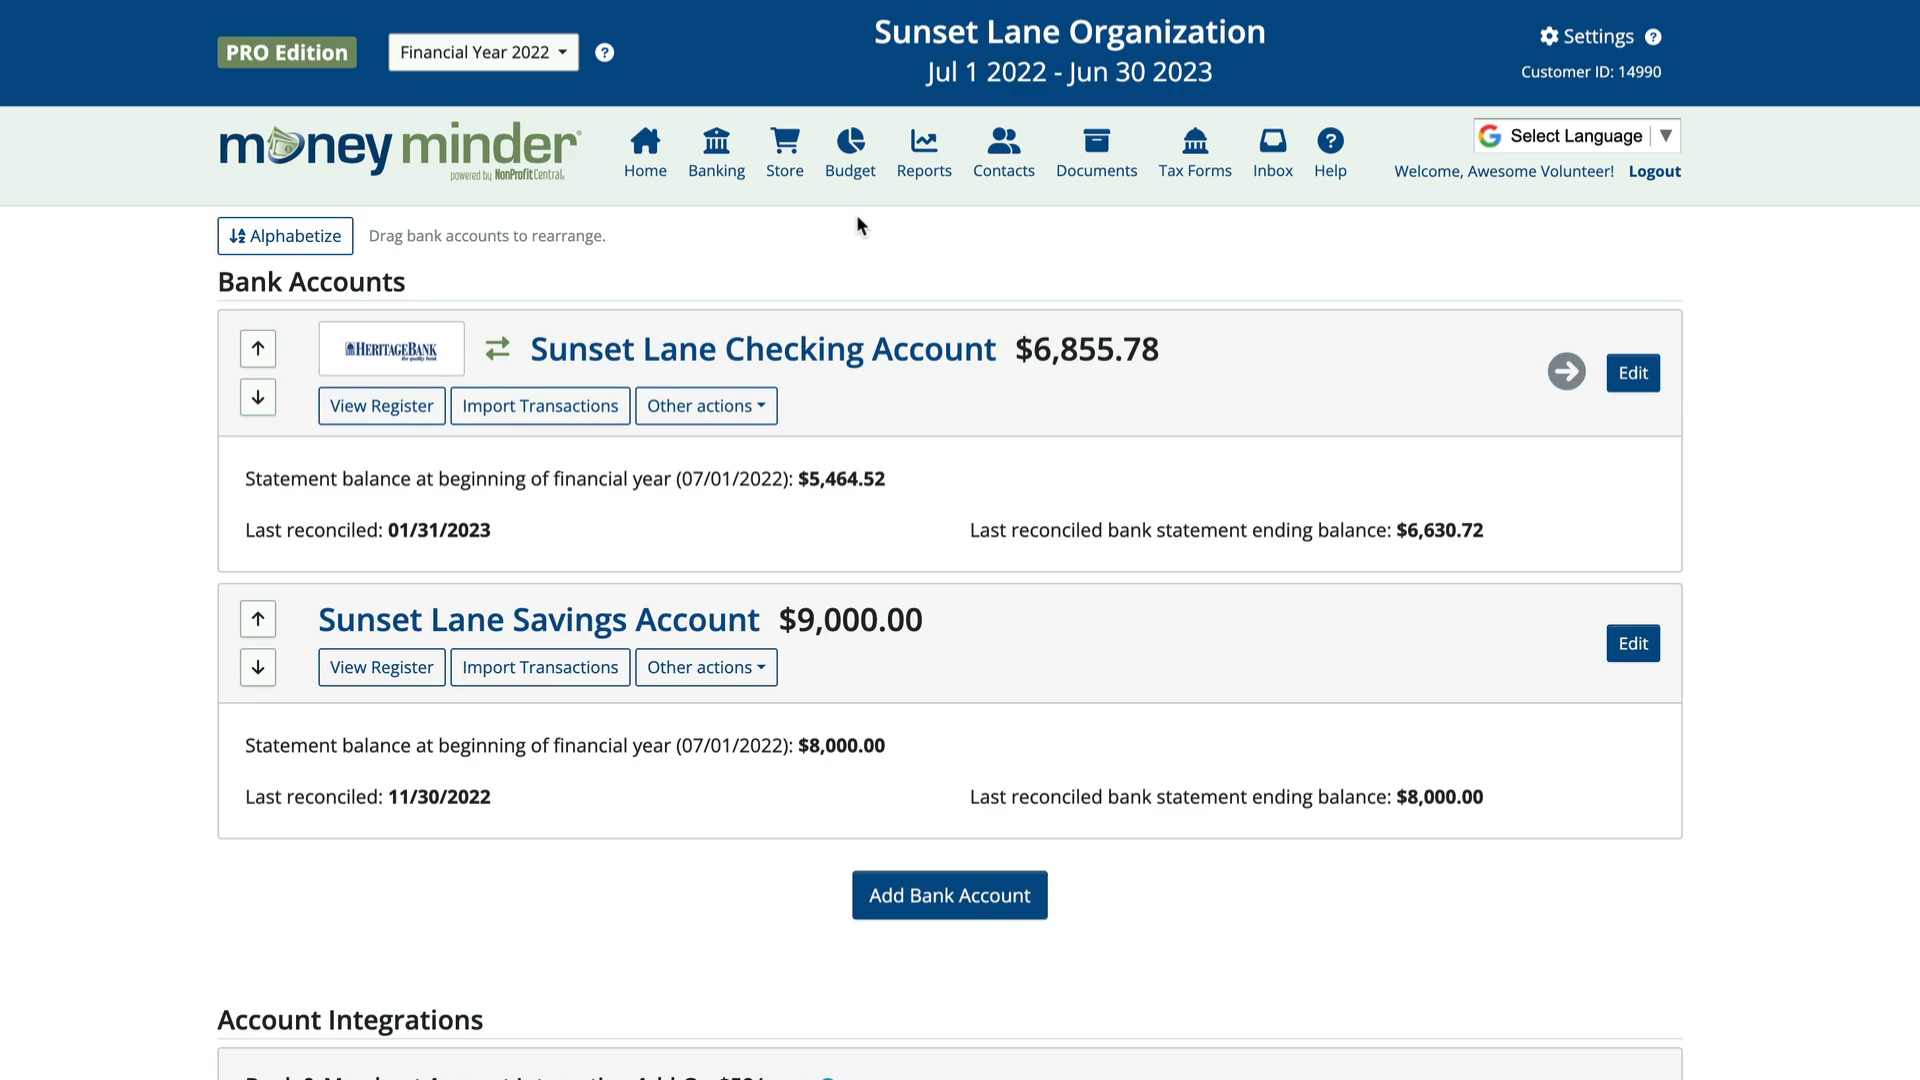 PRO Edition
Financial Year 2022
Sunset Lane Organization
Jul 1 2022 - Jun 30 2023
Settings
Customer ID: 14990
money minder
powered by NonProfitCentral
Home
Banking
Store
Budget
Reports
Contacts
Documents
Tax Forms
Inbox
Help
Select Language ▼
Welcome, Awesome Volunteer! Logout
Alphabetize
Drag bank accounts to rearrange.
Bank Accounts
HERITAGE BANK
Sunset Lane Checking Account $6,855.78
View Register
Import Transactions
Other actions
Edit
Statement balance at beginning of financial year (07/01/2022): $5,464.52
Last reconciled: 01/31/2023
Last reconciled bank statement ending balance: $6,630.72
Sunset Lane Savings Account $9,000.00
View Register
Import Transactions
Other actions
Edit
Statement balance at beginning of financial year (07/01/2022): $8,000.00
Last reconciled: 11/30/2022
Last reconciled bank statement ending balance: $8,000.00
Add Bank Account
Account Integrations